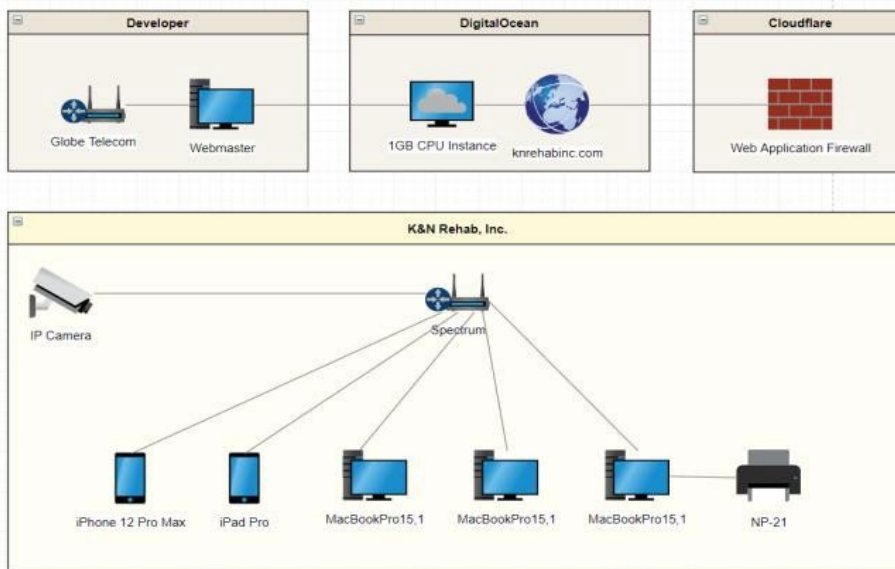 Developer
DigitalOcean
Cloudflare
Globe Telecom
Webmaster
1GB CPU Instance
knrehabinc.com
Web Application Firewall
K&N Rehab, Inc.
IP Camera
Spectrum
iPhone 12 Pro Max
iPad Pro
MacBookPro15,1
MacBookPro15,1
MacBookPro15,1
NP-21